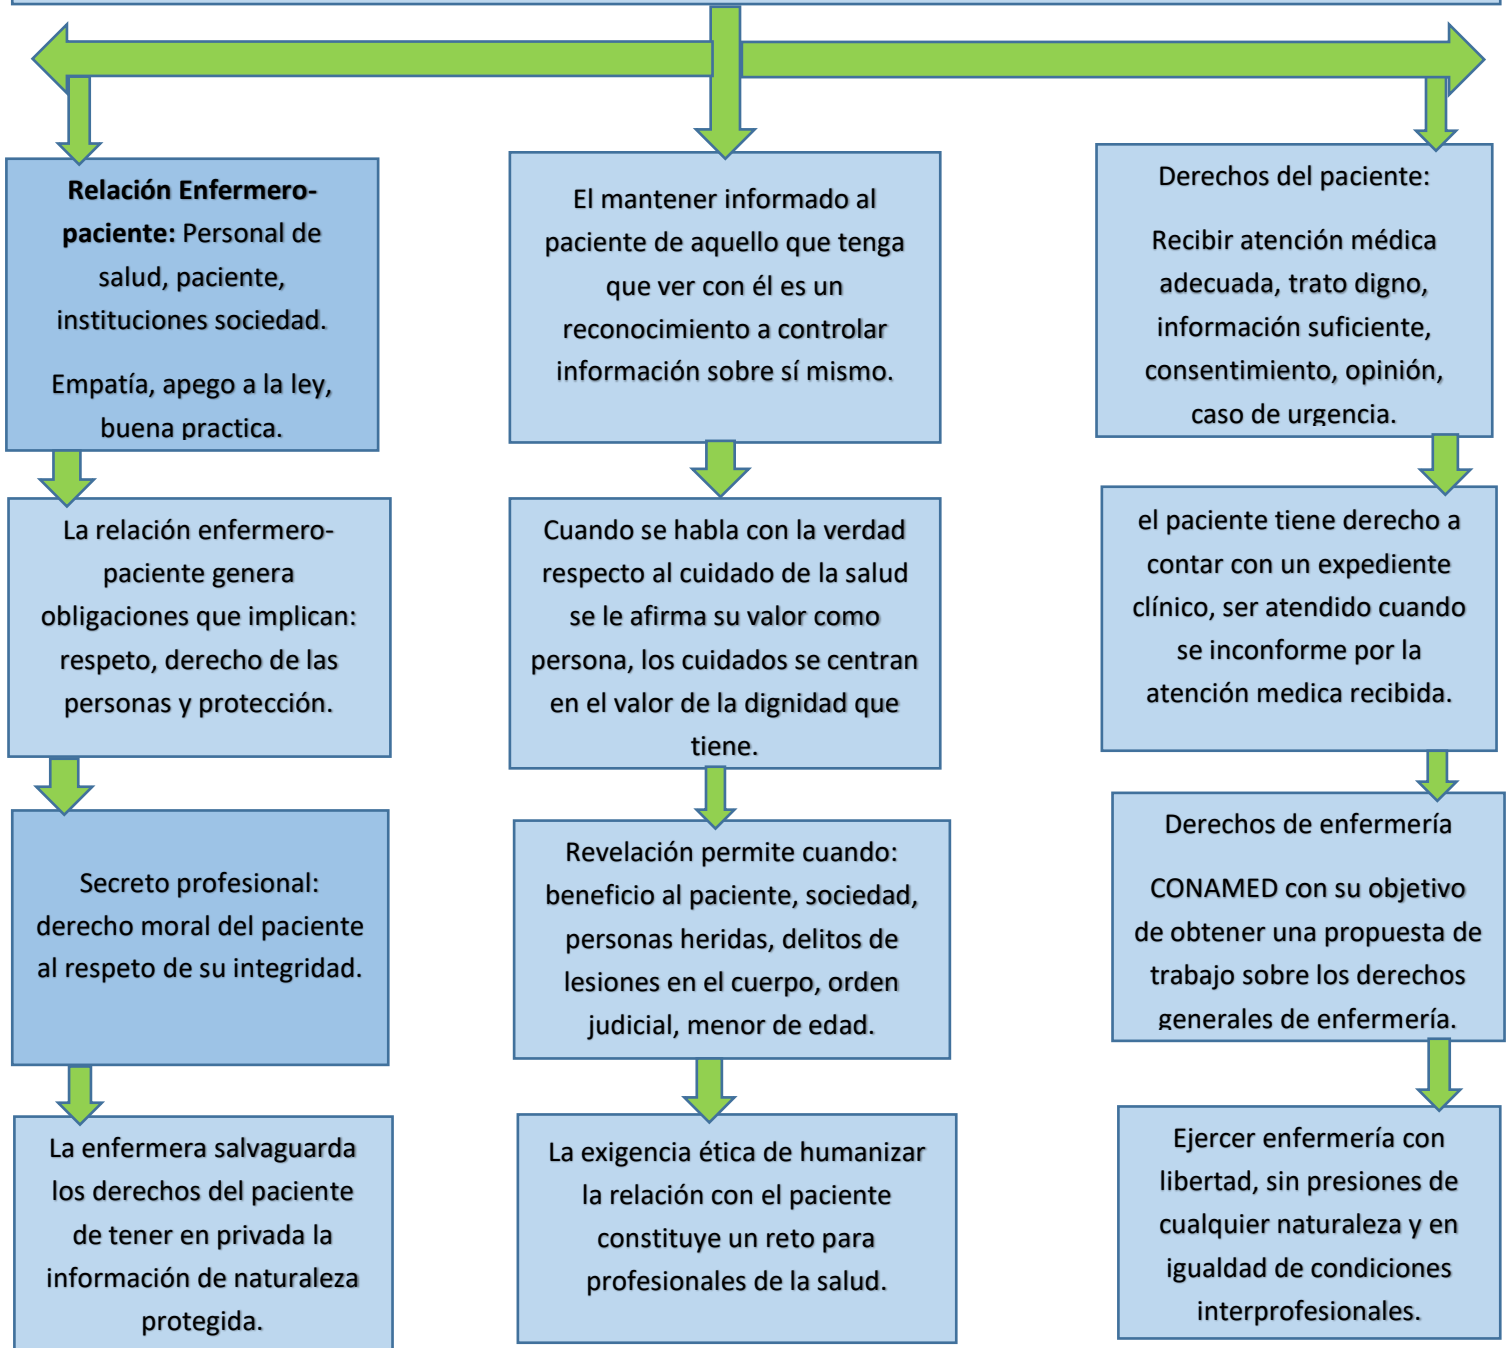 Relación Enfermero-
paciente: Personal de
salud, paciente,
instituciones sociedad.
Empatía, apego a la ley,
buena practica.
La relación enfermero-
paciente genera
obligaciones que implican:
respeto, derecho de las
personas y protección.
Secreto profesional:
derecho moral del paciente
al respeto de su integridad.
La enfermera salvaguarda
los derechos del paciente
de tener en privada la
información de naturaleza
protegida.
El mantener informado al
paciente de aquello que tenga
que ver con él es un
reconocimiento a controlar
información sobre sí mismo.
Cuando se habla con la verdad
respecto al cuidado de la salud
se le afirma su valor como
persona, los cuidados se centran
en el valor de la dignidad que
tiene.
Revelación permite cuando:
beneficio al paciente, sociedad,
personas heridas, delitos de
lesiones en el cuerpo, orden
judicial, menor de edad.
La exigencia ética de humanizar
la relación con el paciente
constituye un reto para
profesionales de la salud.
Derechos del paciente:
Recibir atención médica
adecuada, trato digno,
información suficiente,
consentimiento, opinión,
caso de urgencia.
el paciente tiene derecho a
contar con un expediente
clínico, ser atendido cuando
se inconforme por la
atención medica recibida.
Derechos de enfermería
CONAMED con su objetivo
de obtener una propuesta de
trabajo sobre los derechos
generales de enfermería.
Ejercer enfermería con
libertad, sin presiones de
cualquier naturaleza y en
igualdad de condiciones
interprofesionales.